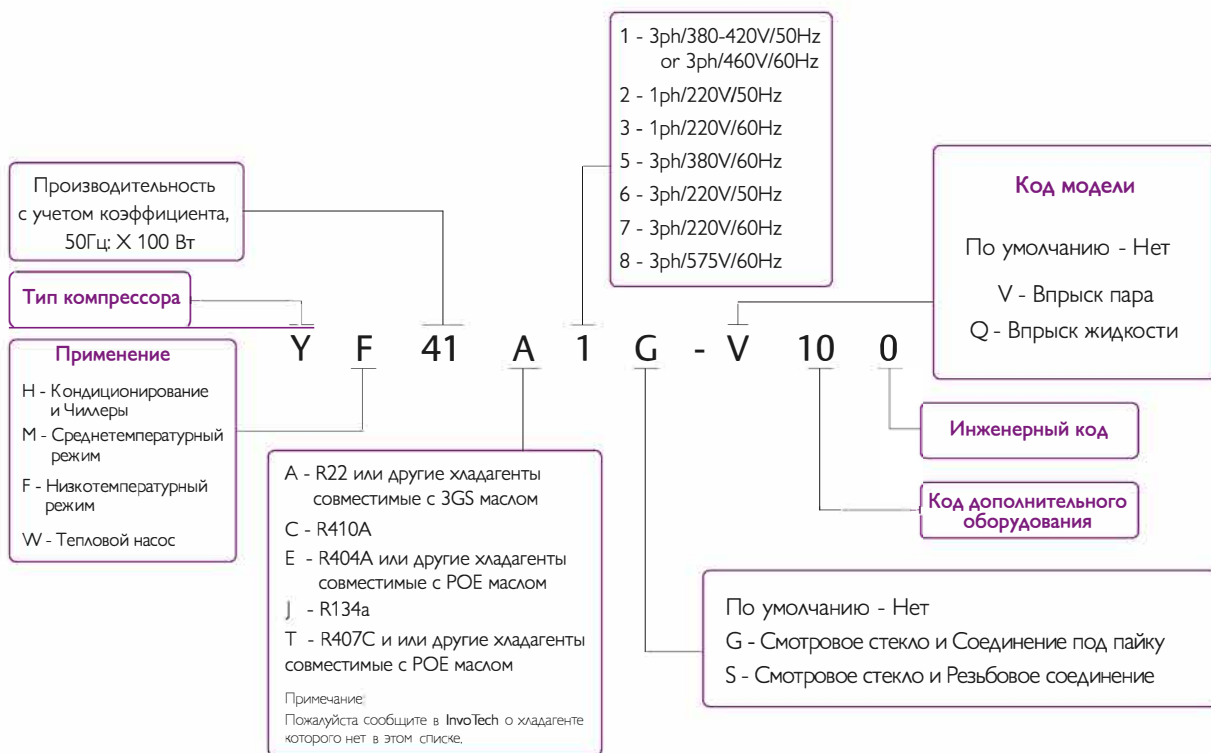 1 - 3ph/380-420V/50Hz
or 3ph/460V/60Hz
2 - 1ph/220V/50Hz
3 - 1ph/220V/60Hz
5 - 3ph/380V/60Hz
6 - 3ph/220V/50Hz
7 - 3ph/220V/60Hz
8 - 3ph/575V/60Hz
Производительность
с учетом коэффициента,
50Гц: X 100 Вт
Код модели
По умолчанию - Нет
V - Впрыск пара
Q - Впрыск жидкости
Тип компрессора
Y F 41 A 1 G - V 10 0
Применение
H - Кондиционирование
и Чиллеры
M - Среднетемпературный
режим
F - Низкотемпературный
режим
W - Тепловой насос
Инженерный код
Код дополнительного
оборудования
A - R22 или другие хладагенты
совместимые с 3GS маслом
C - R410A
E - R404A или другие хладагенты
совместимые с POE маслом
J - R134a
T - R407C и или другие хладагенты
совместимые с POE маслом
Примечание:
Пожалуйста сообщите в InvoTech о хладагенте
которого нет в этом списке.
По умолчанию - Нет
G - Смотровое стекло и Соединение под пайку
S - Смотровое стекло и Резьбовое соединение